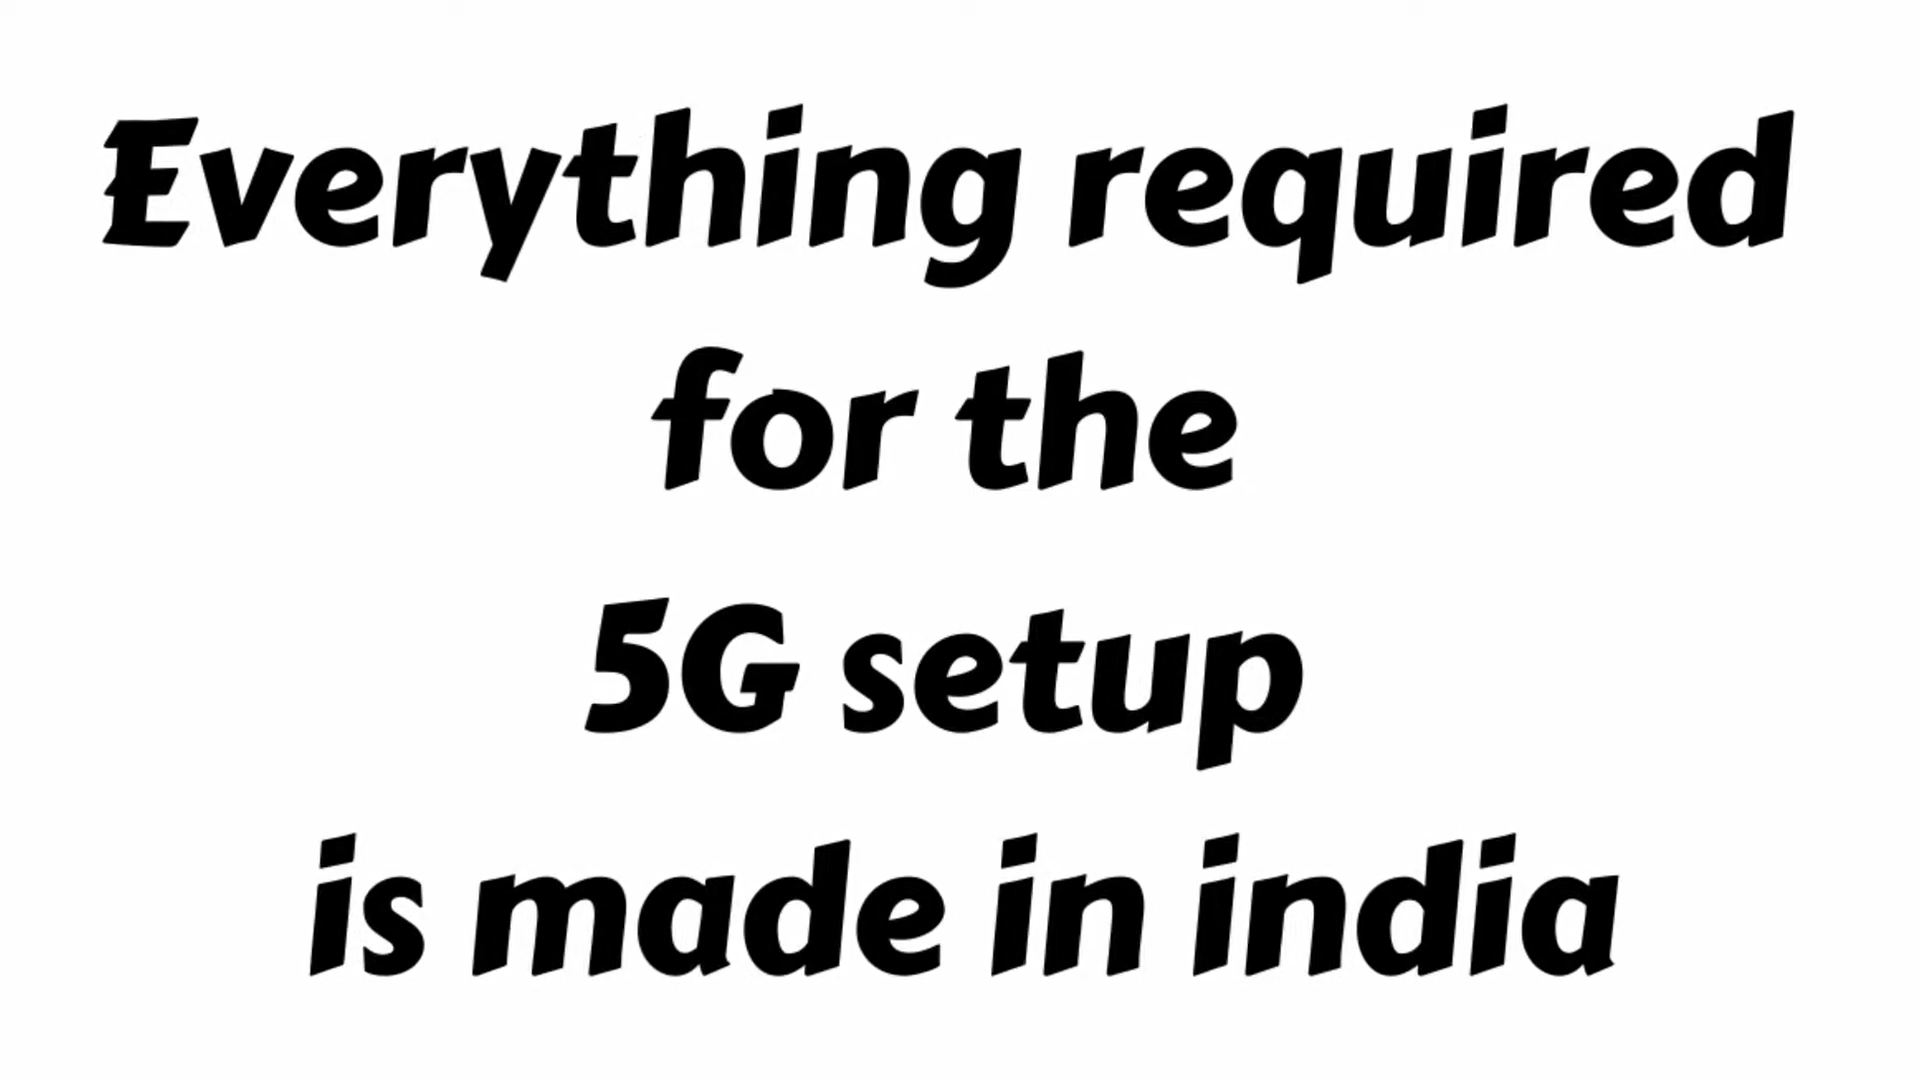 Everything required
for the
5G setup
is made in india